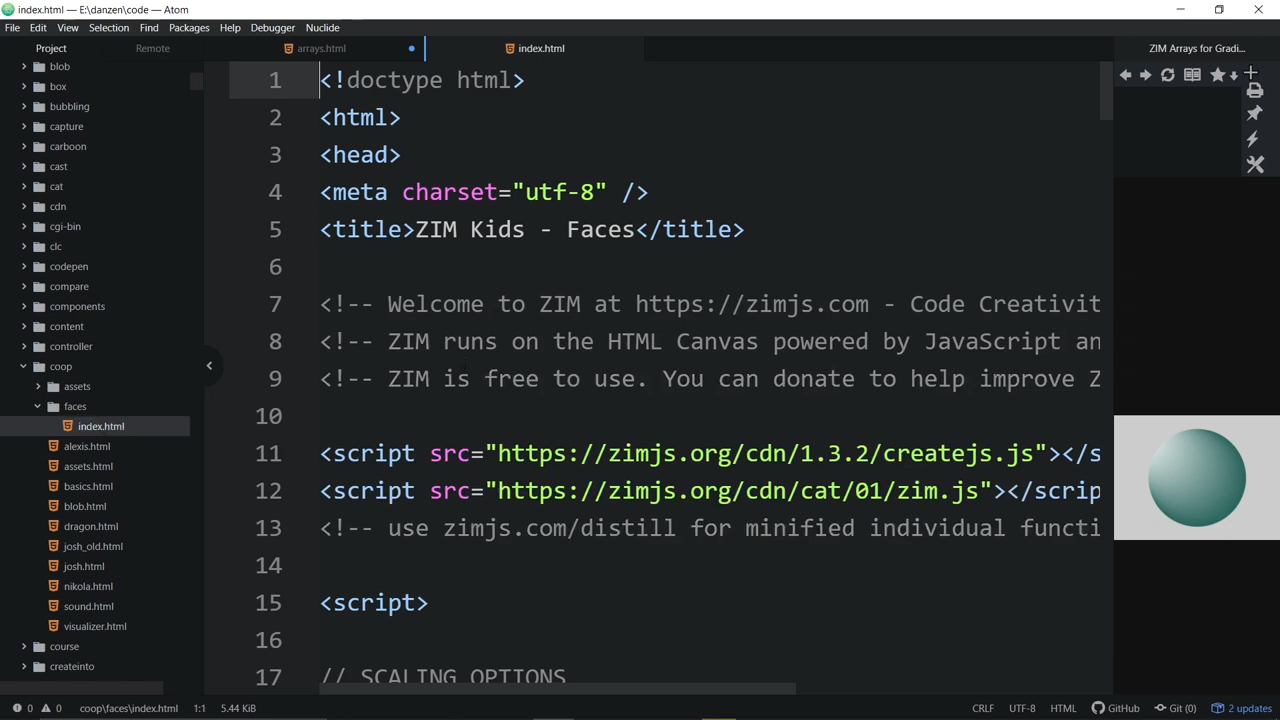 index.html — E:\danzen\code — Atom
File Edit View Selection Find Packages Help Debugger Nuclide
Project Remote
arrays.html
index.html
ZIM Arrays for Gradi...
blob
box
bubbling
capture
carboon
cast
cat
cdn
cgi-bin
clc
codepen
compare
components
content
controller
coop
assets
faces
index.html
alexis.html
assets.html
basics.html
blob.html
dragon.html
josh_old.html
josh.html
nikola.html
sound.html
visualizer.html
course
createinto
1 <!doctype html>
2 <html>
3 <head>
4 <meta charset="utf-8" />
5 <title>ZIM Kids - Faces</title>
6
7 <!-- Welcome to ZIM at https://zimjs.com - Code Creativit
8 <!-- ZIM runs on the HTML Canvas powered by JavaScript an
9 <!-- ZIM is free to use. You can donate to help improve Z
10
11 <script src="https://zimjs.org/cdn/1.3.2/createjs.js"></s
12 <script src="https://zimjs.org/cdn/cat/01/zim.js"></scrip
13 <!-- use zimjs.com/distill for minified individual functi
14
15 <script>
16
17 // SCALING OPTIONS
0 0 coop\faces\index.html 1:1 5.44 KiB CRLF UTF-8 HTML GitHub Git (0) 2 updates